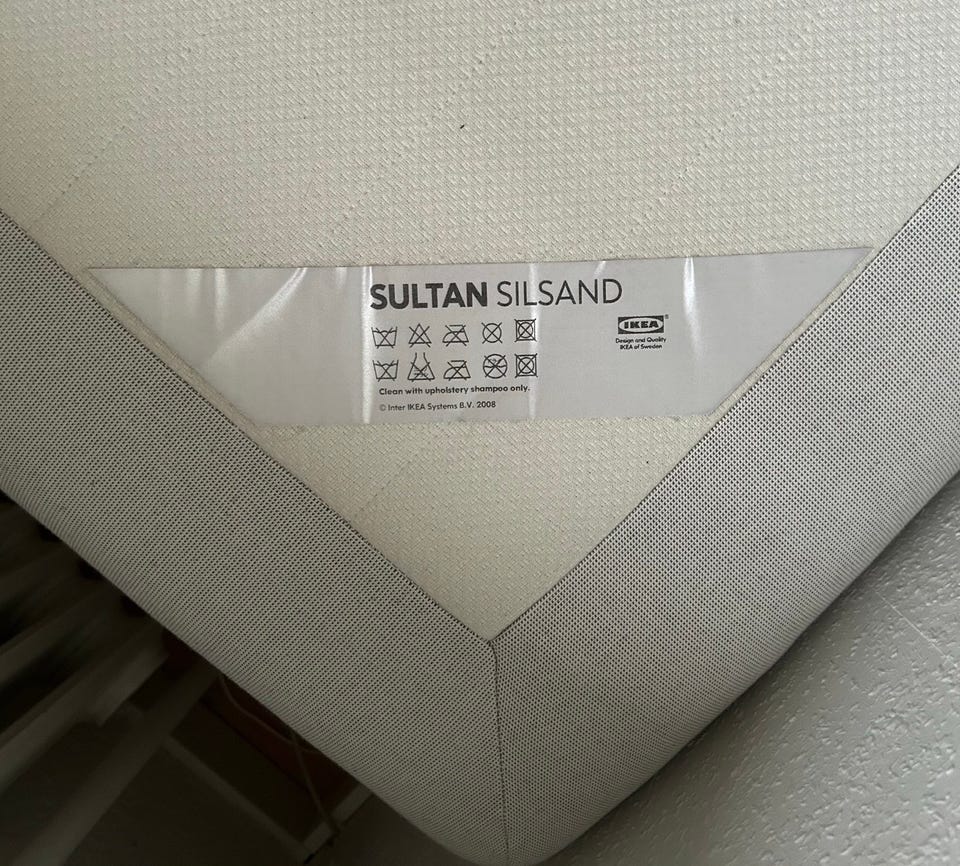 SULTAN SILSAND
IKEA®
Design and Quality
IKEA of Sweden
Clean with upholstery shampoo only.
© Inter IKEA Systems B.V. 2008